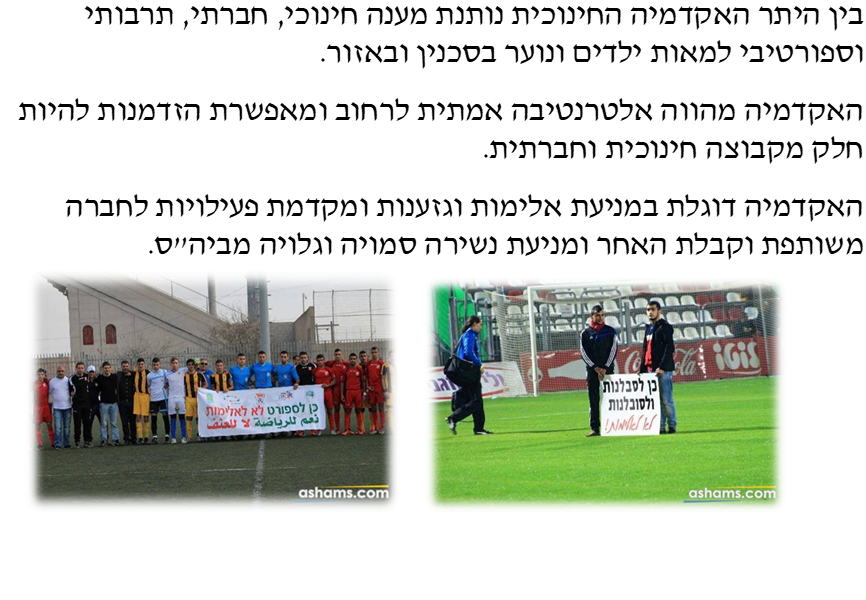 בין היתר האקדמיה החינוכית נותנת מענה חינוכי, חברתי, תרבותי
וספורטיבי למאות ילדים ונוער בסכנין ובאזור.
האקדמיה מהווה אלטרנטיבה אמתית לרחוב ומאפשרת הזדמנות להיות
חלק מקבוצה חינוכית וחברתית.
האקדמיה דוגלת במניעת אלימות וגזענות ומקדמת פעילויות לחברה
משותפת וקבלת האחר ומניעת נשירה סמויה וגלויה מביה״ס.
כן לספורט לא לאלימות
نعم للرياضة لا للعنف
ashams.com
Coca-Cola
כן לסבלנות
ולסובלנות
לא לאלימות!
ashams.com